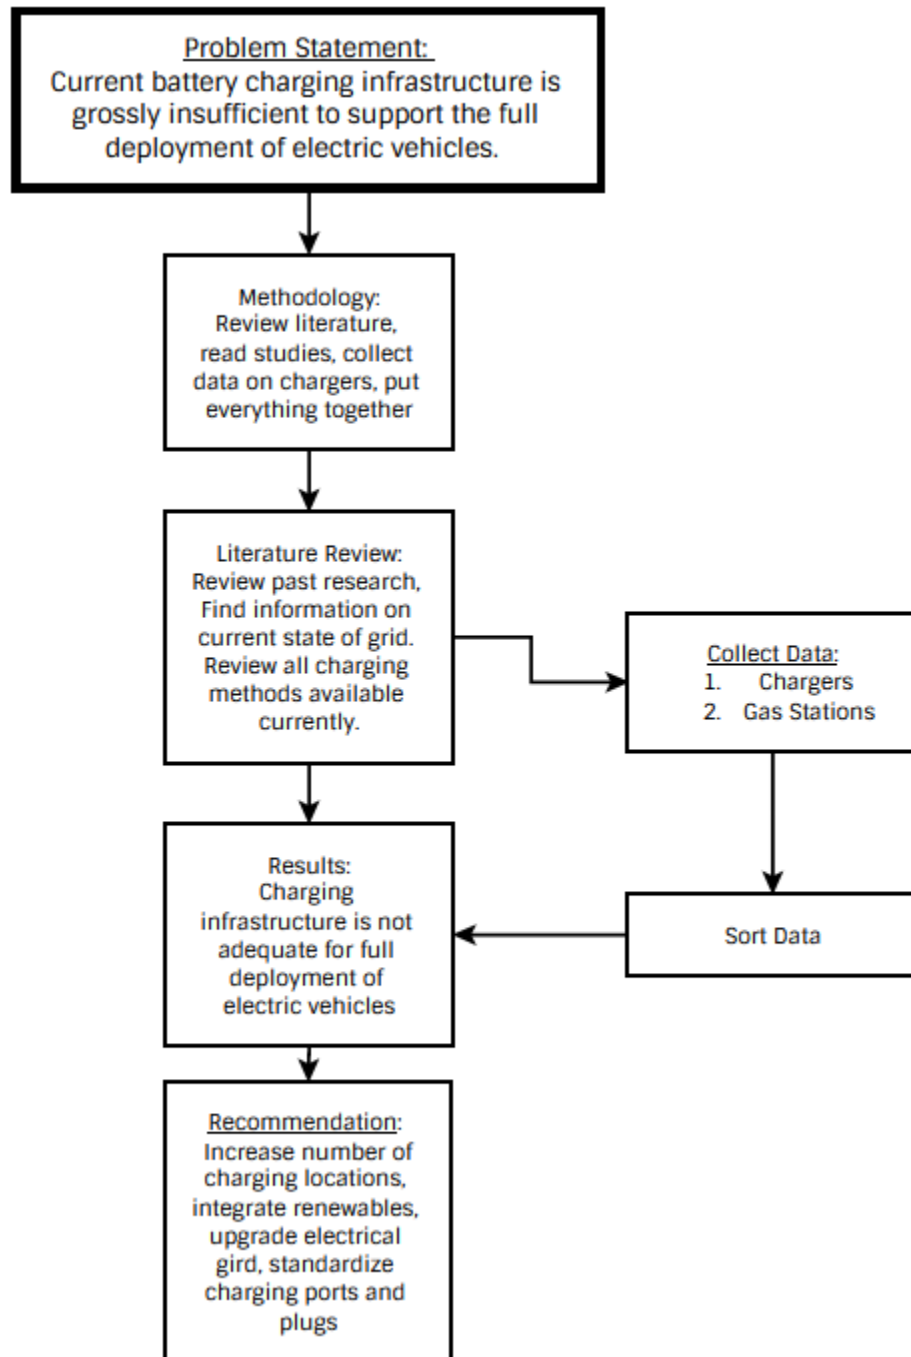 Problem Statement:
Current battery charging infrastructure is
grossly insufficient to support the full
deployment of electric vehicles.
Methodology:
Review literature,
read studies, collect
data on chargers, put
everything together
Literature Review:
Review past research,
Find information on
current state of grid.
Review all charging
methods available
currently.
Collect Data:
1. Chargers
2. Gas Stations
Sort Data
Results:
Charging
infrastructure is not
adequate for full
deployment of
electric vehicles
Recommendation:
Increase number of
charging locations,
integrate renewables,
upgrade electrical
gird, standardize
charging ports and
plugs